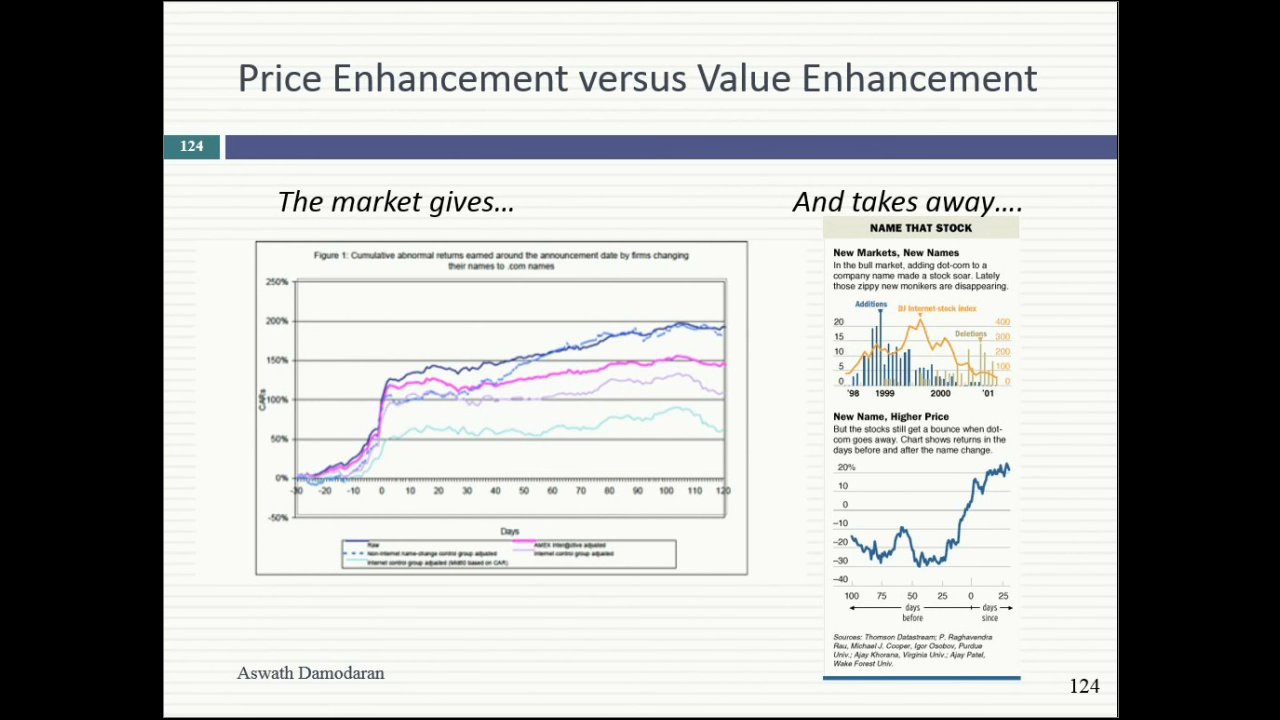 Price Enhancement versus Value Enhancement
124
The market gives…
And takes away….
Figure 1: Cumulative abnormal returns earned around the announcement date by firms changing
their names to .com names
250%
200%
150%
100%
50%
0%
-50%
CARs
-30 -20 -10 0 10 20 30 40 50 60 70 80 90 100 110 120
Days
Raw
AMEX Inter@ctive adjusted
Non-internet name-change control group adjusted
Internet control group adjusted
Internet control group adjusted (Mid60 based on CAR)
NAME THAT STOCK
New Markets, New Names
In the bull market, adding dot-com to a
company name made a stock soar. Lately
those zippy new monikers are disappearing.
Additions
DJ Internet stock Index
Deletions
20
15
10
5
0
400
300
200
100
0
'98 1999 2000 '01
New Name, Higher Price
But the stocks still get a bounce when dot-
com goes away. Chart shows returns in the
days before and after the name change.
20%
10
0
–10
–20
–30
–40
100 75 50 25 0 25
days
before
days
since
Sources: Thomson Datastream; P. Raghavendra
Rau, Michael J. Cooper, Igor Osobov, Purdue
Univ.; Ajay Khorana, Virginia Univ.; Ajay Patel,
Wake Forest Univ.
Aswath Damodaran
124